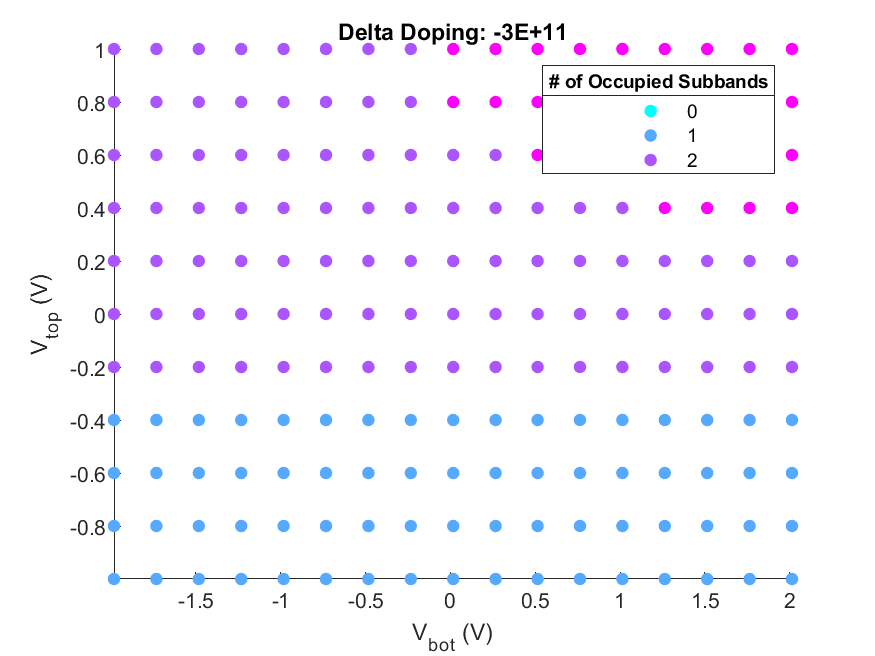 Delta Doping: -3E+11
# of Occupied Subbands
0
1
2
1
0.8
0.6
0.4
0.2
0
-0.2
-0.4
-0.6
-0.8
V_top (V)
-1.5 -1 -0.5 0 0.5 1 1.5 2
V_bot (V)